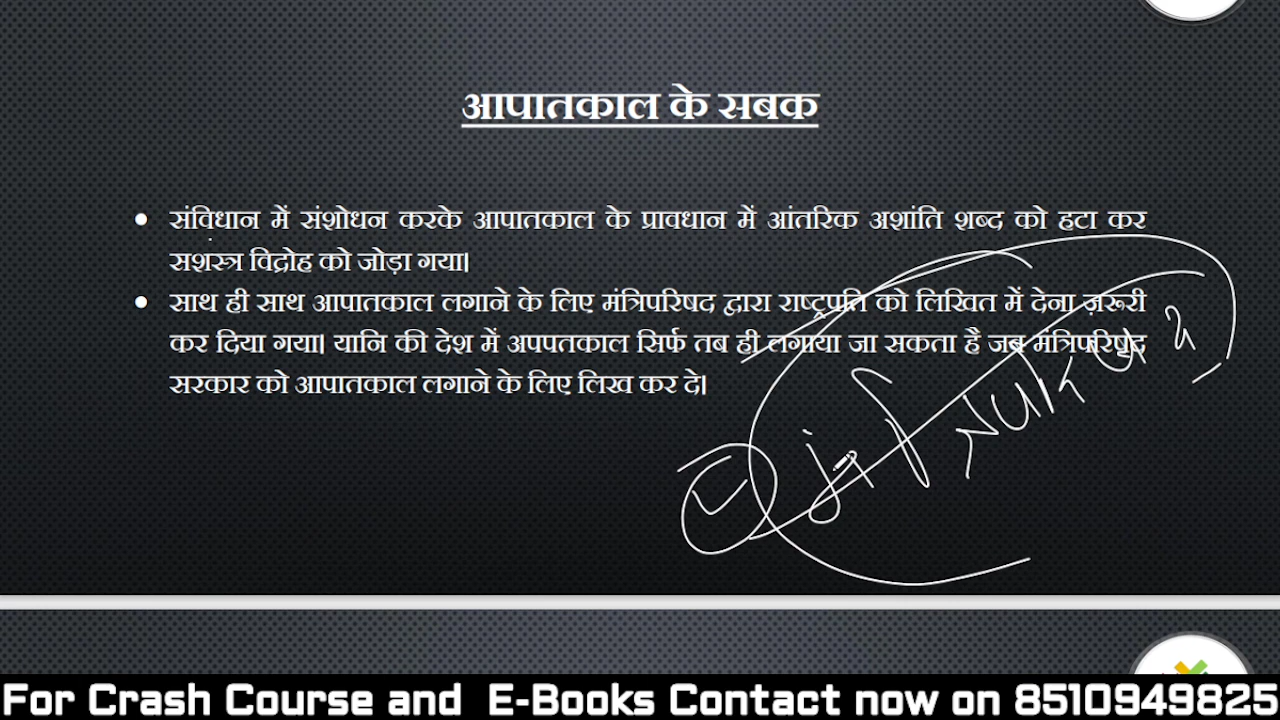 आपातकाल के सबक
• संविधान में संशोधन करके आपातकाल के प्रावधान में आंतरिक अशांति शब्द को हटा कर
सशस्त्र विद्रोह को जोड़ा गया।
• साथ ही साथ आपातकाल लगाने के लिए मंत्रिपरिषद द्वारा राष्ट्रपति को लिखित में देना ज़रूरी
कर दिया गया। यानि की देश में अपपतकाल सिर्फ तब ही लगाया जा सकता है जब मंत्रिपरिषद
सरकार को आपातकाल लगाने के लिए लिख कर दे।
For Crash Course and E-Books Contact now on 8510949825